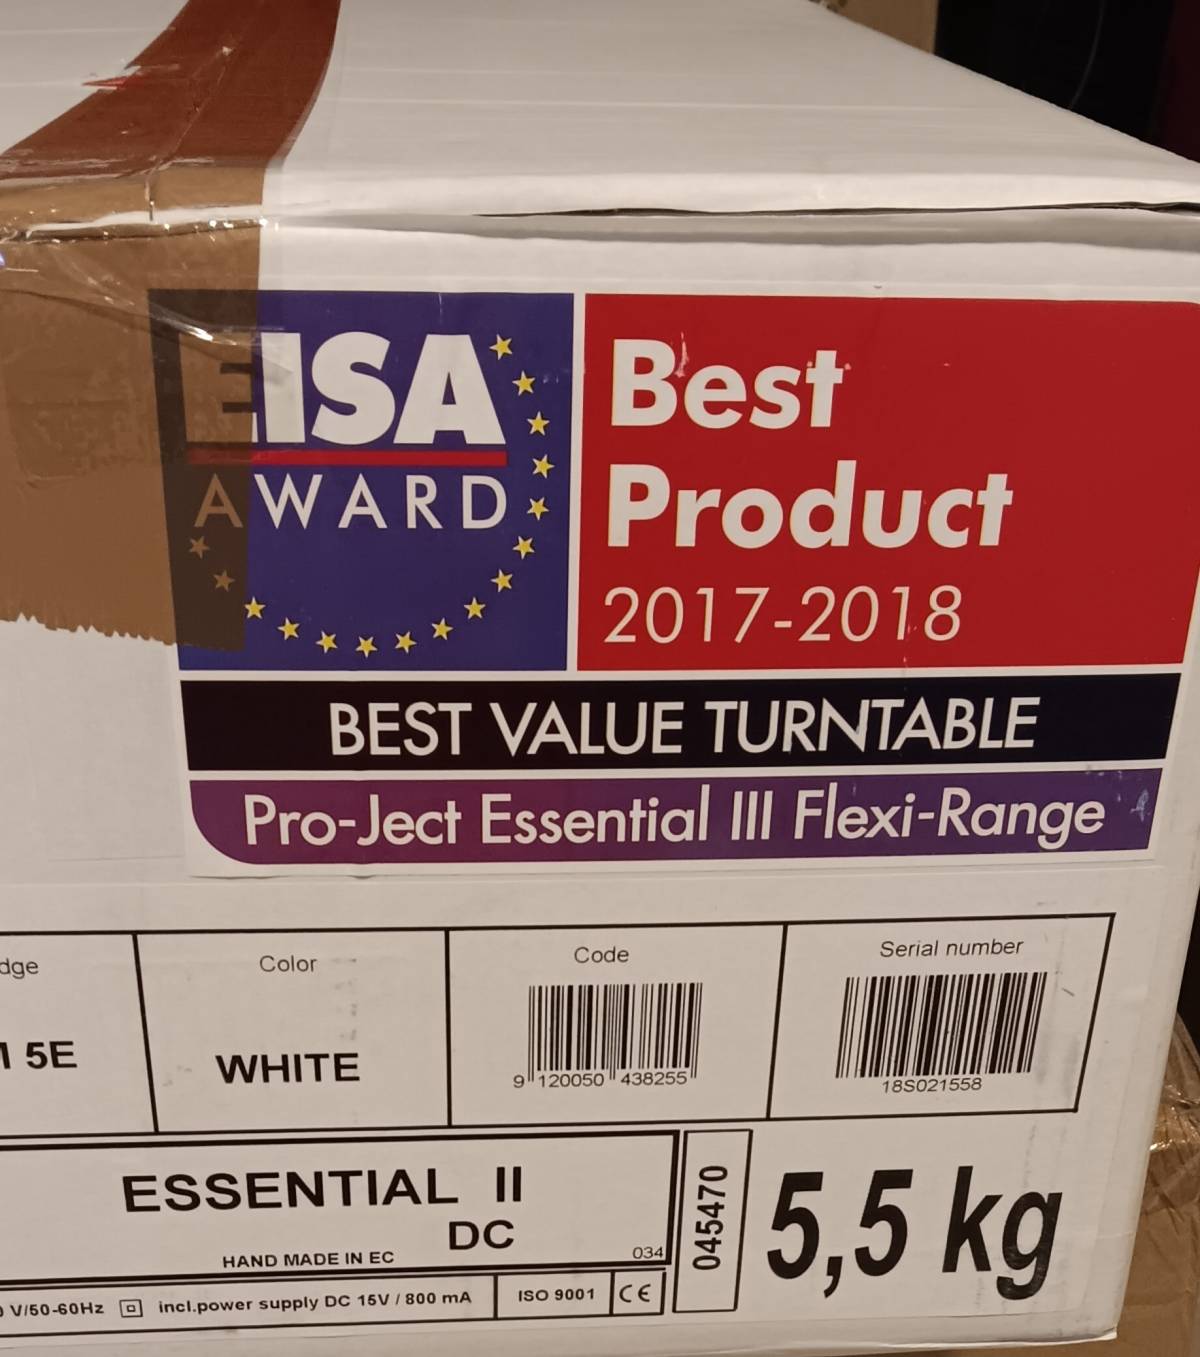 EISA
AWARD
Best
Product
2017-2018
BEST VALUE TURNTABLE
Pro-Ject Essential III Flexi-Range
dge
5E
Color
WHITE
Code
9 120050 438255
Serial number
18S021558
ESSENTIAL II
DC
HAND MADE IN EC
034
045470
5,5 kg
V/50-60Hz incl.power supply DC 15V / 800 mA
ISO 9001
CE